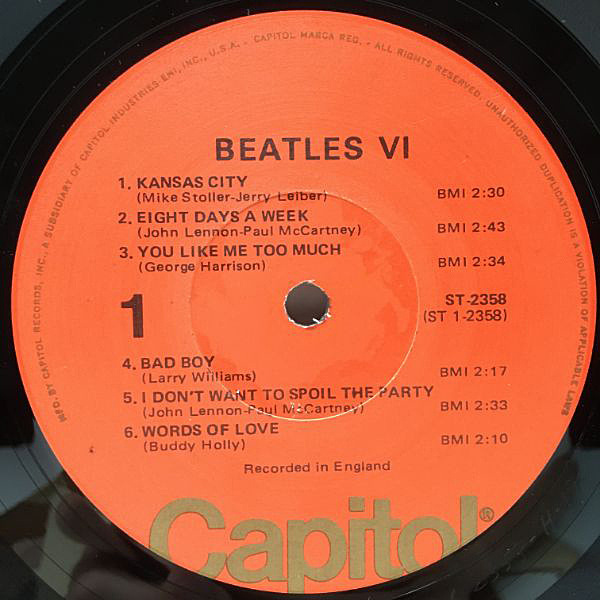 MFD. BY CAPITOL RECORDS, INC., A SUBSIDIARY OF CAPITOL INDUSTRIES-EMI, INC., U.S.A. · CAPITOL MARCA REG. · ALL RIGHTS RESERVED. UNAUTHORIZED DUPLICATION IS A VIOLATION OF APPLICABLE LAWS
BEATLES VI
1. KANSAS CITY
(Mike Stoller-Jerry Leiber) BMI 2:30
2. EIGHT DAYS A WEEK
(John Lennon-Paul McCartney) BMI 2:43
3. YOU LIKE ME TOO MUCH
(George Harrison) BMI 2:34
1 ST-2358
(ST 1-2358)
4. BAD BOY
(Larry Williams) BMI 2:17
5. I DON'T WANT TO SPOIL THE PARTY
(John Lennon-Paul McCartney) BMI 2:33
6. WORDS OF LOVE
(Buddy Holly) BMI 2:10
Recorded in England
Capitol®